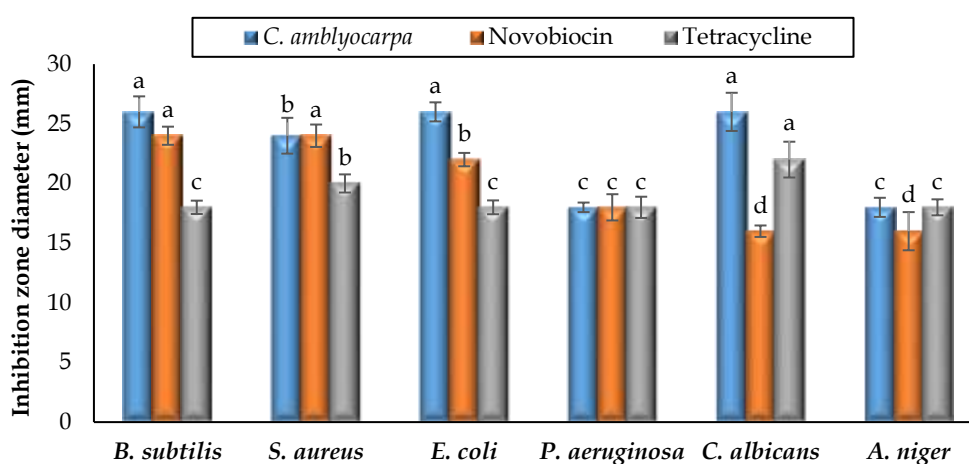 C. amblyocarpa Novobiocin Tetracycline
Inhibition zone diameter (mm)
30
25
20
15
10
5
0
a a c b a b a b c c c c a d a c d c
B. subtilis S. aureus E. coli P. aeruginosa C. albicans A. niger